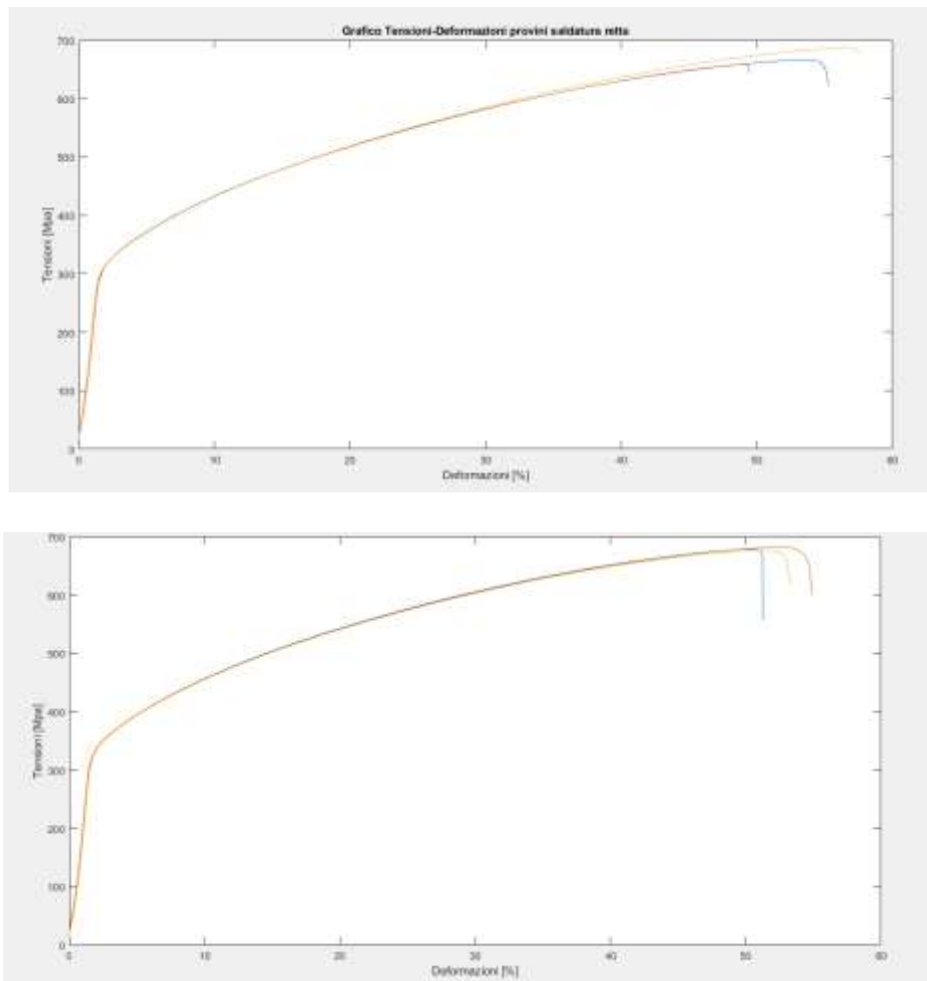 Grafico Tensioni-Deformazioni provini saldatura retta
700
600
500
400
300
200
100
0
Tensioni [Mpa]
0 10 20 30 40 50 60
Deformazioni [%]
700
600
500
400
300
200
100
0
Tensioni [Mpa]
0 10 20 30 40 50 60
Deformazioni [%]